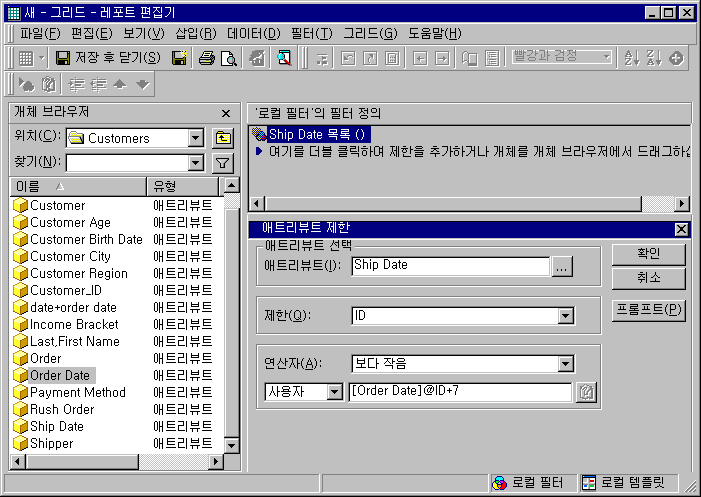 새 - 그리드 - 레포트 편집기
파일(F) 편집(E) 보기(V) 삽입(R) 데이터(D) 필터(T) 그리드(G) 도움말(H)
저장 후 닫기(S) 빨강과 검정
개체 브라우저
위치(C): Customers
찾기(N):
이름 유형
Customer 애트리뷰트
Customer Age 애트리뷰트
Customer Birth Date 애트리뷰트
Customer City 애트리뷰트
Customer Region 애트리뷰트
Customer_ID 애트리뷰트
date+order date 애트리뷰트
Income Bracket 애트리뷰트
Last,First Name 애트리뷰트
Order 애트리뷰트
Order Date 애트리뷰트
Payment Method 애트리뷰트
Rush Order 애트리뷰트
Ship Date 애트리뷰트
Shipper 애트리뷰트
'로컬 필터'의 필터 정의
Ship Date 목록 ()
여기를 더블 클릭하여 제한을 추가하거나 개체를 개체 브라우저에서 드래그하십
애트리뷰트 제한
애트리뷰트 선택
애트리뷰트(I): Ship Date ...
확인
취소
프롬프트(P)
제한(Q): ID
연산자(A): 보다 작음
사용자 [Order Date]@ID+7
로컬 필터 로컬 템플릿